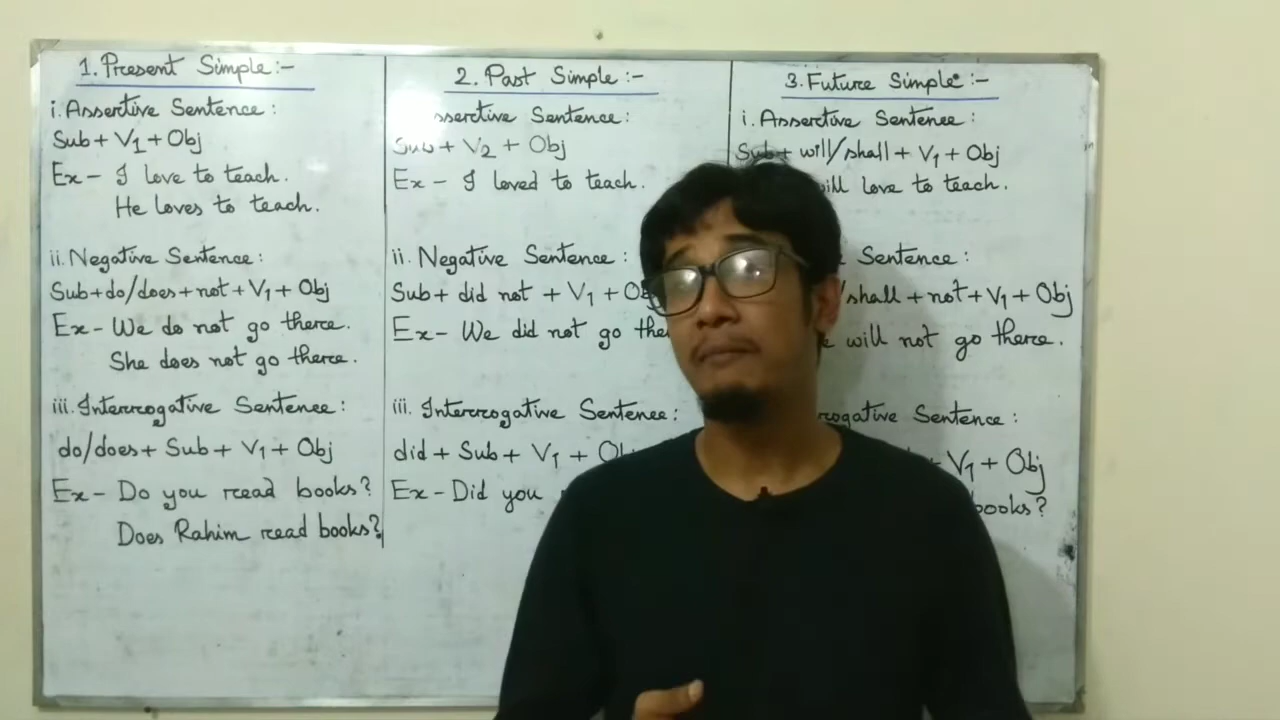 1. Present Simple:-
i. Assertive Sentence:
Sub + V1 + Obj
Ex - I love to teach.
He loves to teach.
ii. Negative Sentence:
Sub + do/does + not + V1 + Obj
Ex - We do not go there.
She does not go there.
iii. Interrogative Sentence:
do/does + Sub + V1 + Obj
Ex - Do you read books?
Does Rahim read books?
2. Past Simple:-
Sentence:
Sub + V2 + Obj
Ex - I loved to teach.
ii. Negative Sentence:
Sub + did not + V1 +
Ex - We did not go
iii. Interrogative Sentence:
did + Sub + V1 +
Ex - Did you
3. Future Simple:-
i. Assertive Sentence:
Sub + will/shall + V1 + Obj
will love to teach.
Sentence:
/shall + not + V1 + Obj
will not go there.
Sentence:
+ V1 + Obj
books?